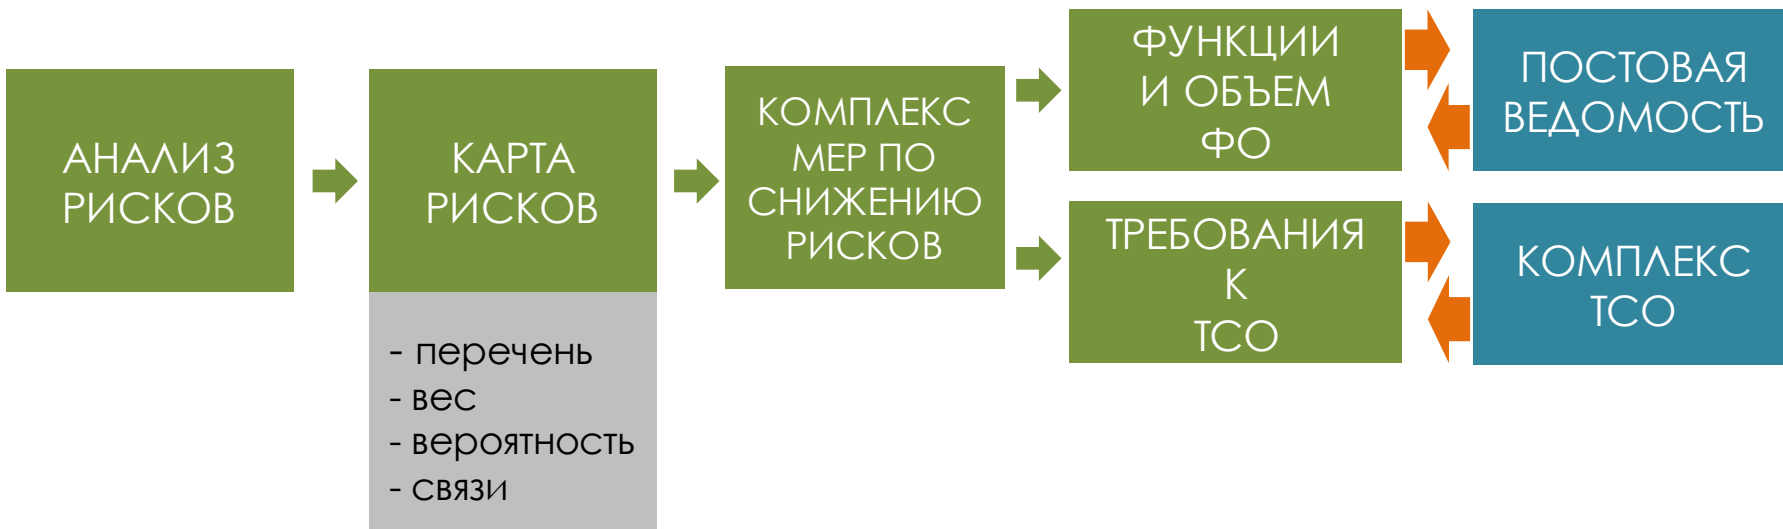 АНАЛИЗ
РИСКОВ
КАРТА
РИСКОВ
- перечень
- вес
- вероятность
- связи
КОМПЛЕКС
МЕР ПО
СНИЖЕНИЮ
РИСКОВ
ФУНКЦИИ
И ОБЪЕМ
ФО
ПОСТОВАЯ
ВЕДОМОСТЬ
ТРЕБОВАНИЯ
К
ТСО
КОМПЛЕКС
ТСО